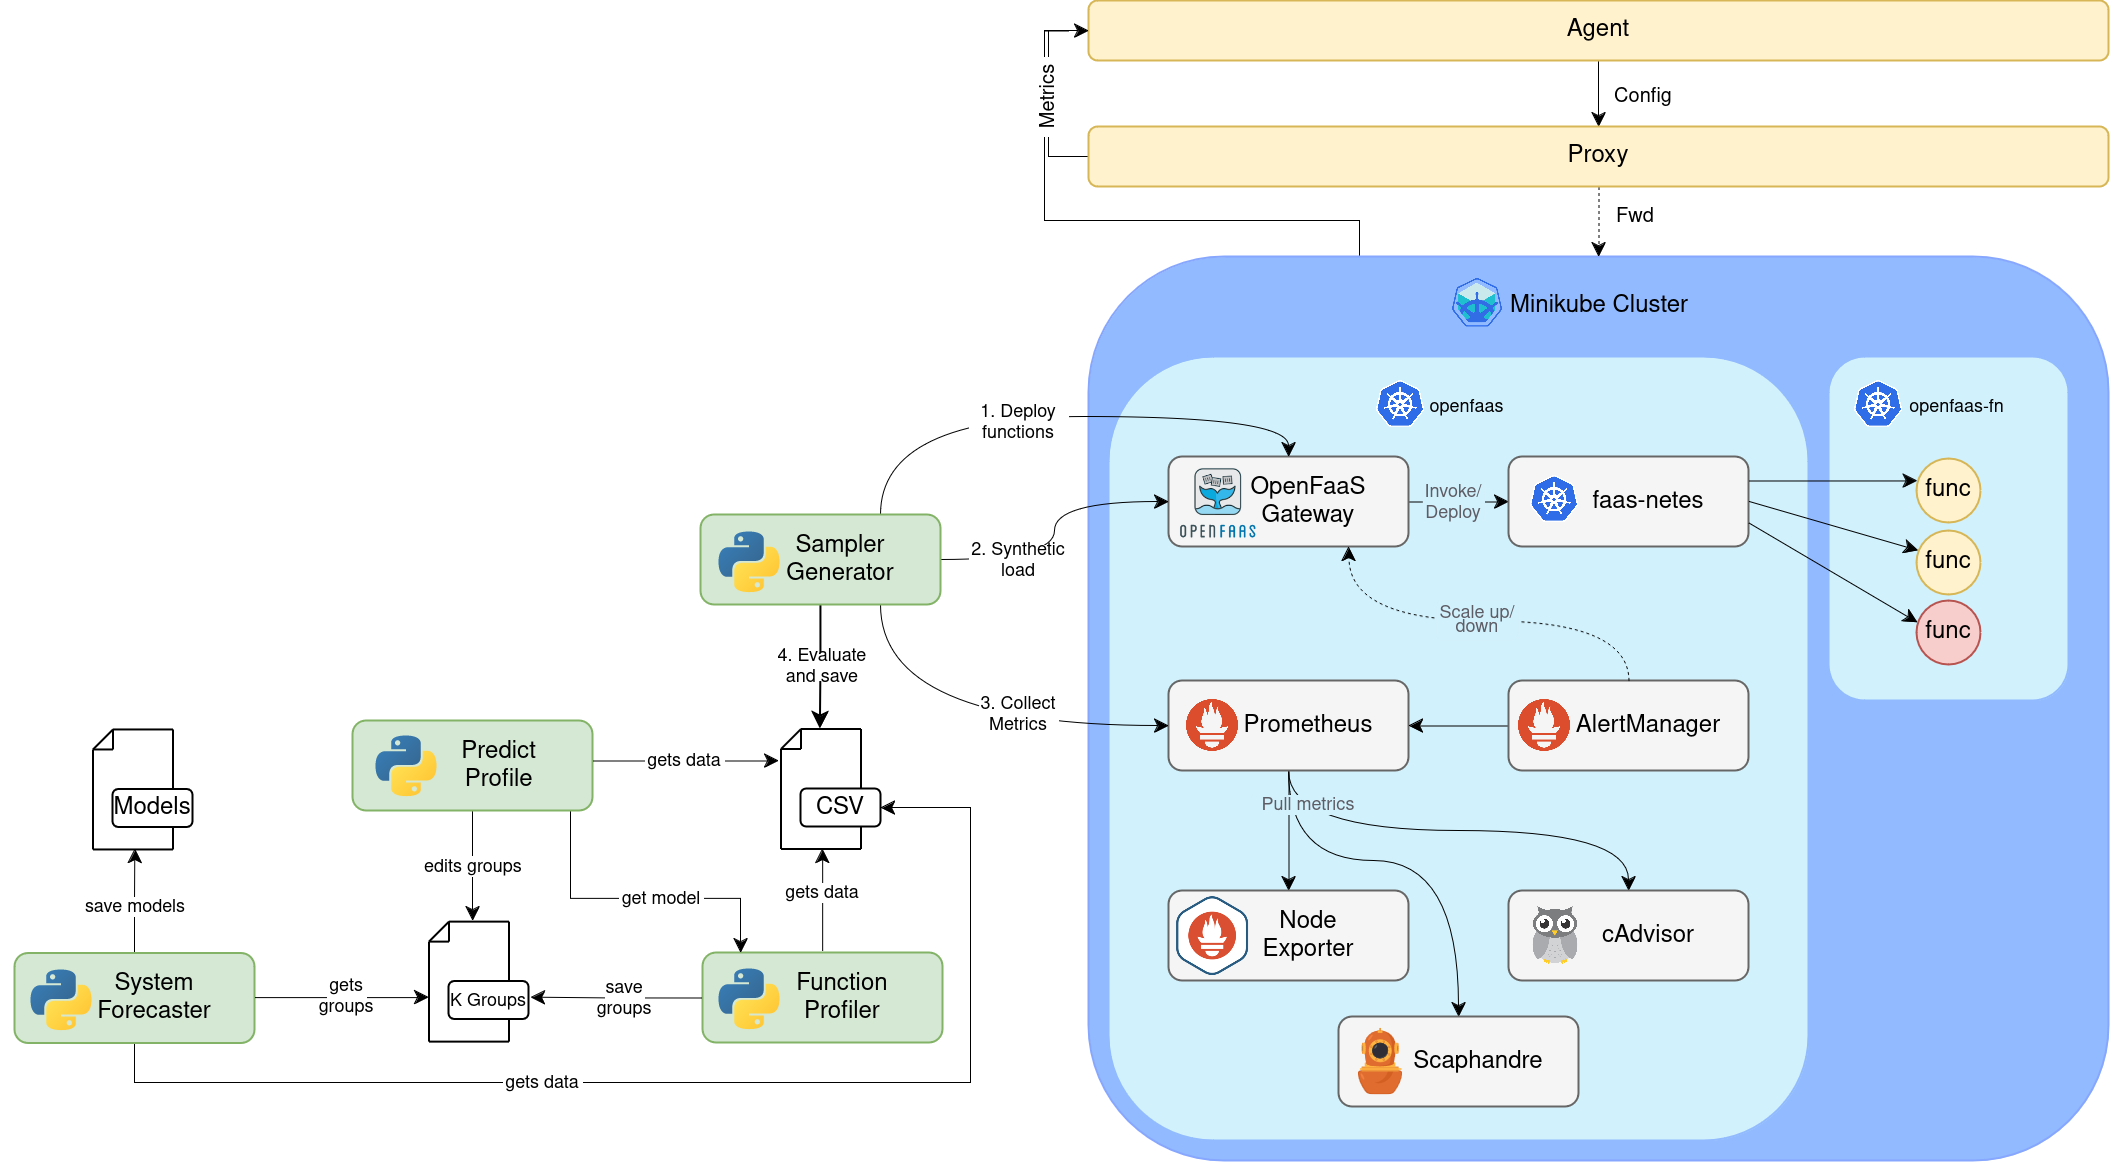 Agent
Metrics
Config
Proxy
Fwd
Minikube Cluster
openfaas
openfaas-fn
1. Deploy
functions
OpenFaaS
Gateway
OPENFAAS
Invoke/
Deploy
faas-netes
func
func
func
Sampler
Generator
2. Synthetic
load
Scale up/
down
4. Evaluate
and save
3. Collect
Metrics
Prometheus
AlertManager
Pull metrics
Predict
Profile
gets data
Models
CSV
edits groups
get model
gets data
save models
Node
Exporter
cAdvisor
System
Forecaster
gets
groups
K Groups
save
groups
Function
Profiler
Scaphandre
gets data